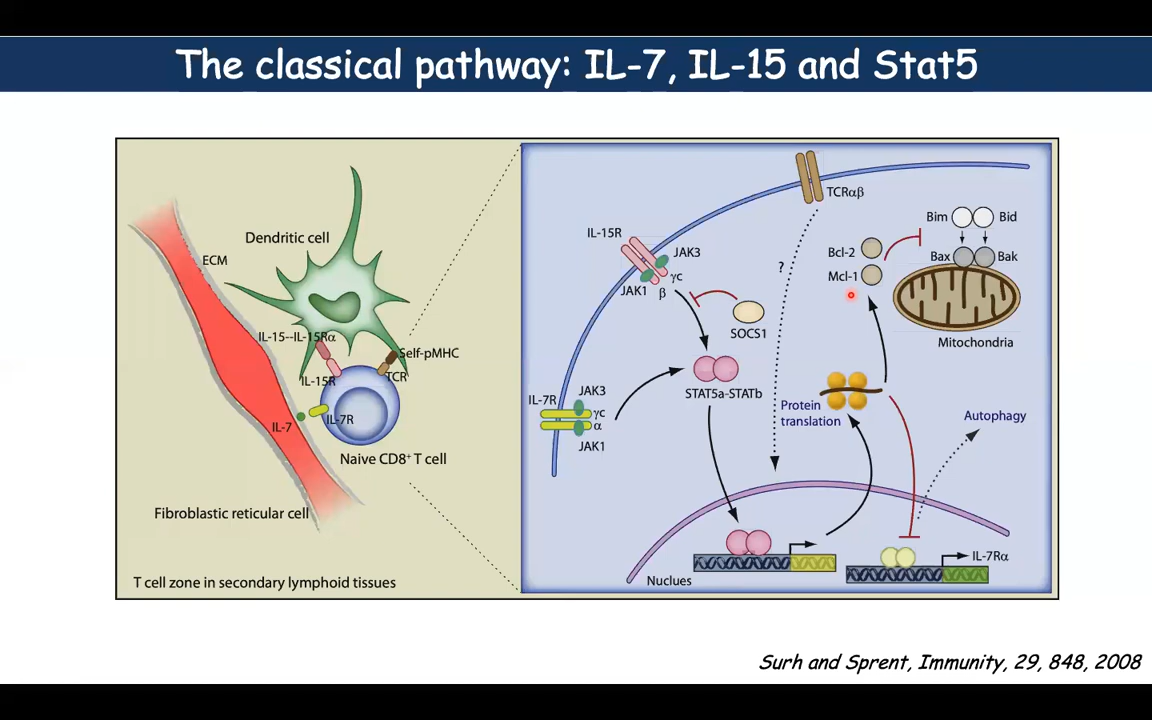 The classical pathway: IL-7, IL-15 and Stat5
Dendritic cell
ECM
IL-15--IL-15Rα
Self-pMHC
IL-15R
TCR
IL-7
IL-7R
Naive CD8+ T cell
Fibroblastic reticular cell
T cell zone in secondary lymphoid tissues
TCRαβ
IL-15R
JAK3
γc
JAK1
β
?
SOCS1
STAT5a-STATb
IL-7R
JAK3
γc
α
JAK1
Bcl-2
Mcl-1
Bim
Bid
Bax
Bak
Mitochondria
Protein
translation
Autophagy
IL-7Rα
Nuclues
Surh and Sprent, Immunity, 29, 848, 2008